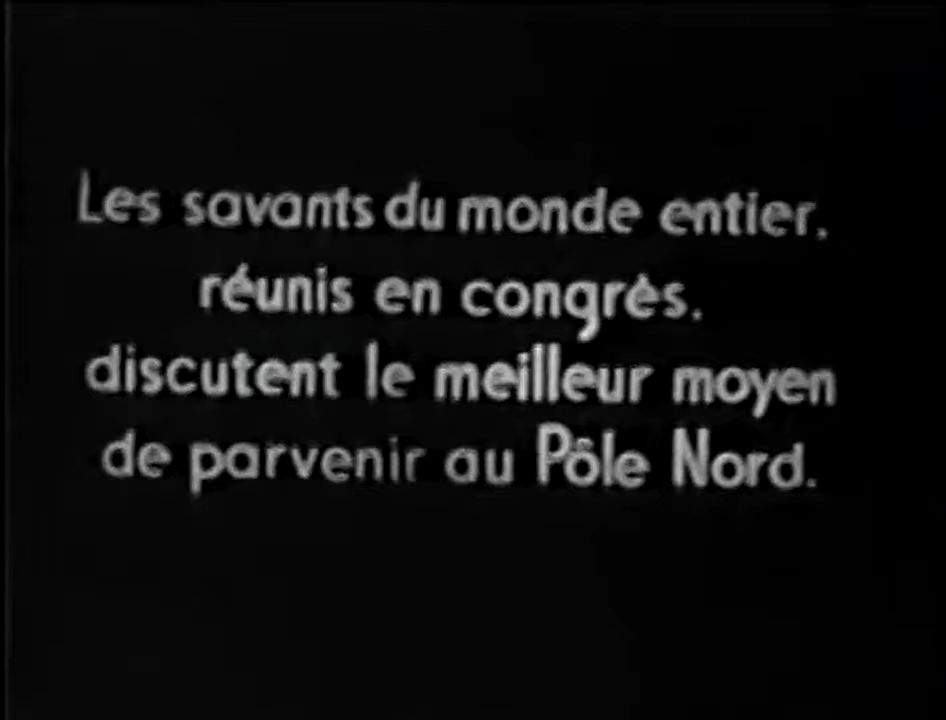 Les savants du monde entier,
réunis en congrès,
discutent le meilleur moyen
de parvenir au Pôle Nord.